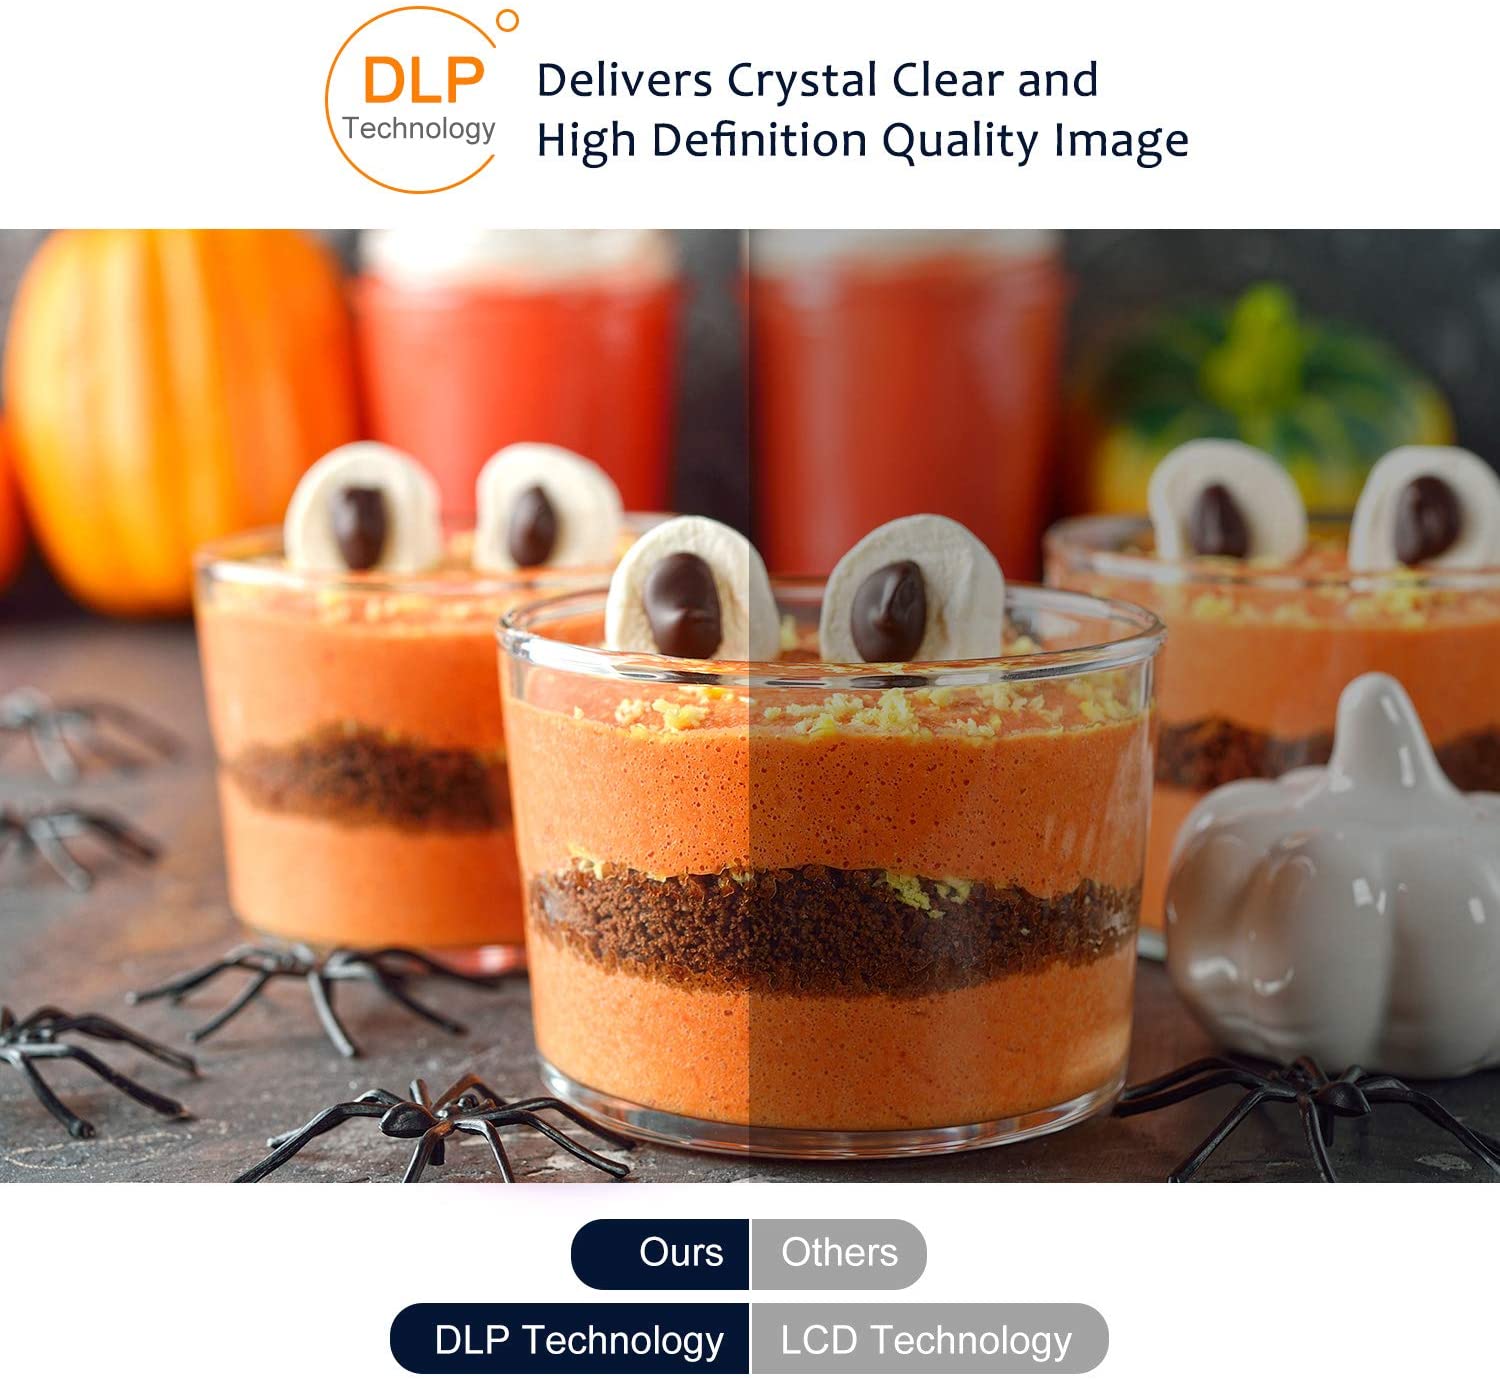 DLP
Technology
Delivers Crystal Clear and
High Definition Quality Image
Ours
Others
DLP Technology
LCD Technology